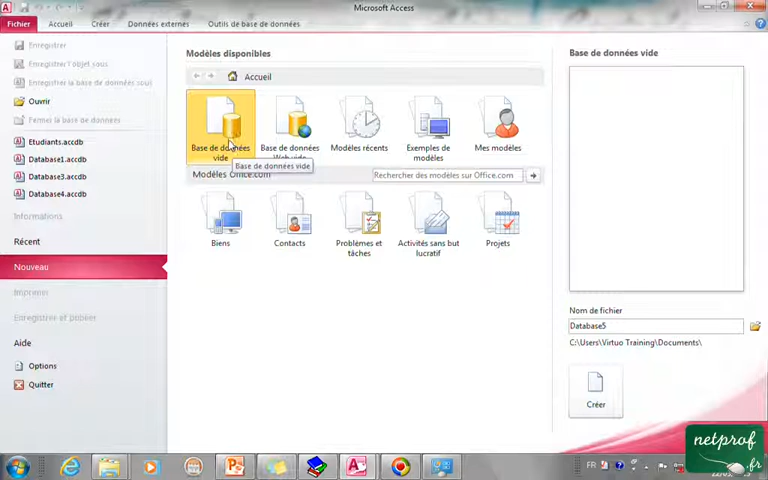 Microsoft Access
Fichier Accueil Créer Données externes Outils de base de données
Enregistrer
Enregistrer l'objet sous
Enregistrer la base de données sous
Ouvrir
Fermer la base de données
Etudiants.accdb
Database1.accdb
Database3.accdb
Database4.accdb
Informations
Récent
Nouveau
Imprimer
Enregistrer et publier
Aide
Options
Quitter
Modèles disponibles
Accueil
Base de données vide
Base de données
Modèles récents
Exemples de modèles
Mes modèles
Base de données vide
Modèles Office.com
Rechercher des modèles sur Office.com
Biens
Contacts
Problèmes et tâches
Activités sans but lucratif
Projets
Base de données vide
Nom de fichier
Database5
C:\Users\Virtuo Training\Documents\
Créer
FR
netprof
.fr